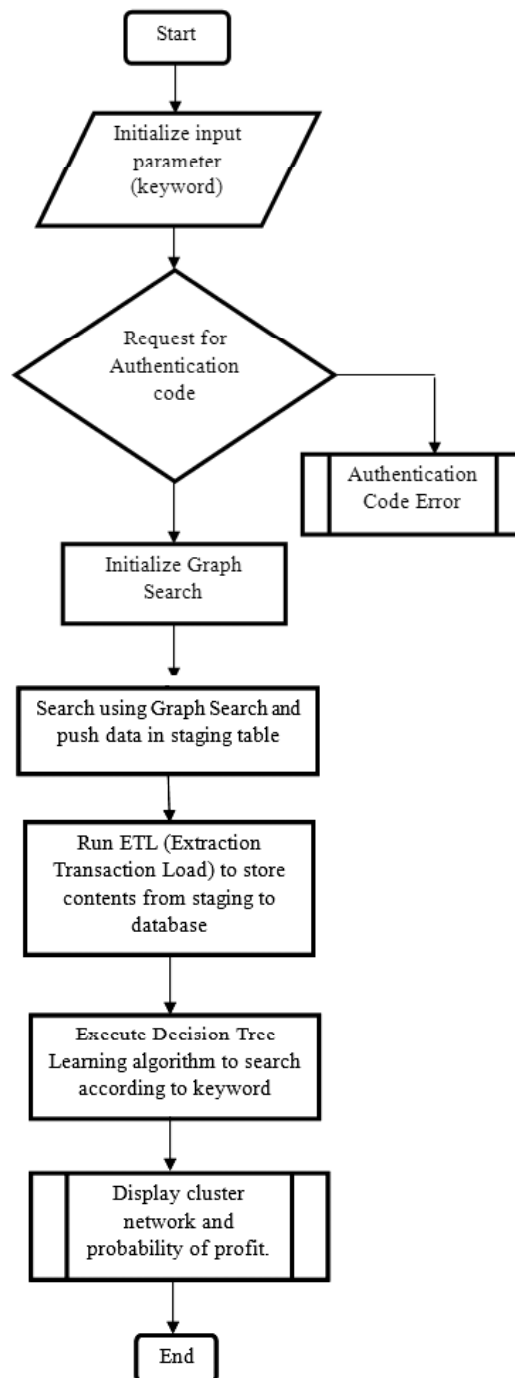 Start
Initialize input
parameter
(keyword)
Request for
Authentication
code
Authentication
Code Error
Initialize Graph
Search
Search using Graph Search and
push data in staging table
Run ETL (Extraction
Transaction Load) to store
contents from staging to
database
Execute Decision Tree
Learning algorithm to search
according to keyword
Display cluster
network and
probability of profit.
End